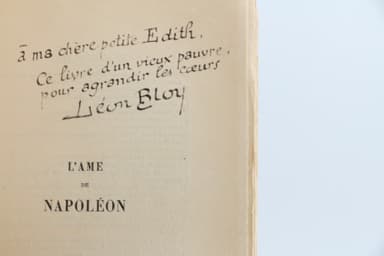 à ma chère petite Edith,
Ce livre d'un vieux pauvre,
pour agrandir les cœurs
Léon Bloy
L'AME
DE
NAPOLÉON